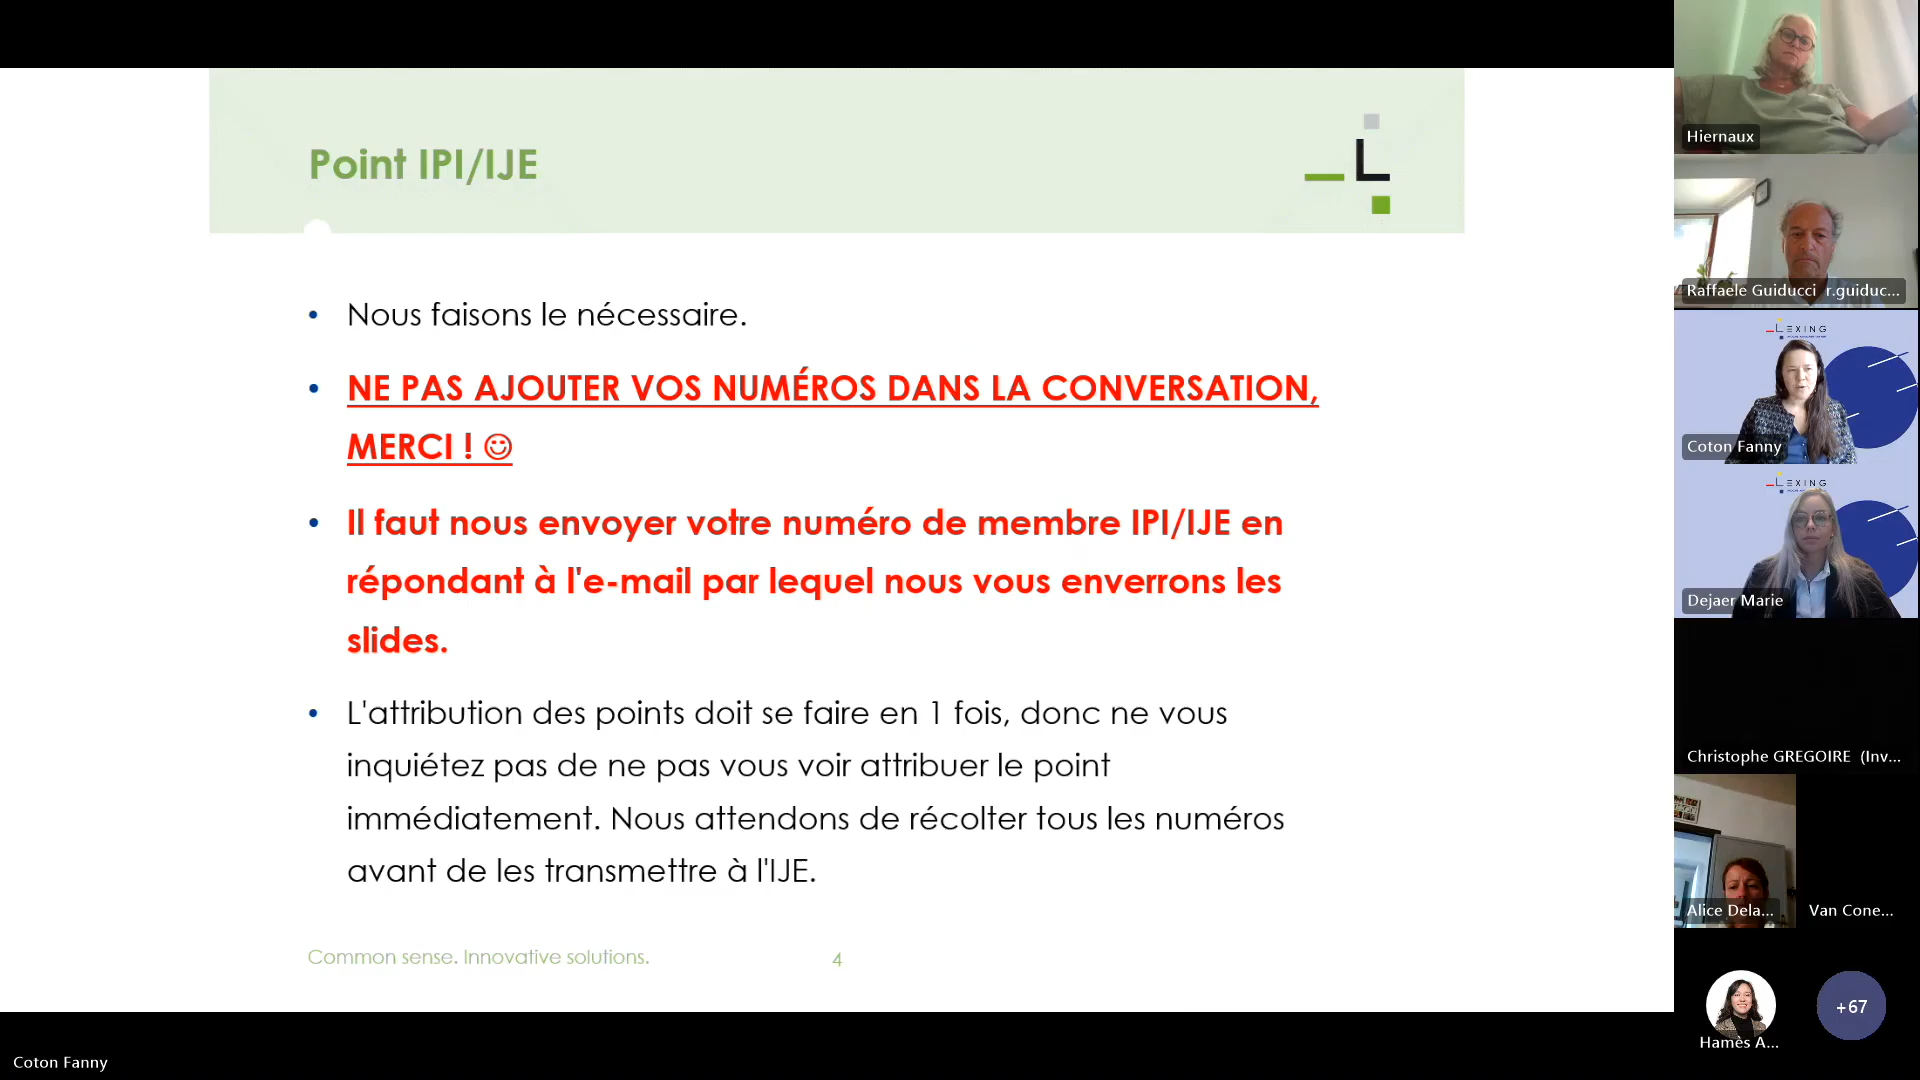 Point IPI/IJE
L
• Nous faisons le nécessaire.
• NE PAS AJOUTER VOS NUMÉROS DANS LA CONVERSATION,
MERCI ! ☺
• Il faut nous envoyer votre numéro de membre IPI/IJE en
répondant à l'e-mail par lequel nous vous enverrons les
slides.
• L'attribution des points doit se faire en 1 fois, donc ne vous
inquiétez pas de ne pas vous voir attribuer le point
immédiatement. Nous attendons de récolter tous les numéros
avant de les transmettre à l'IJE.
Common sense. Innovative solutions.
4
Coton Fanny
Hiernaux
Raffaele Guiducci r.guiduc...
LEXING
Coton Fanny
LEXING
Dejaer Marie
Christophe GREGOIRE (Inv...
Alice Dela...
Van Cone...
Hamès A...
+67